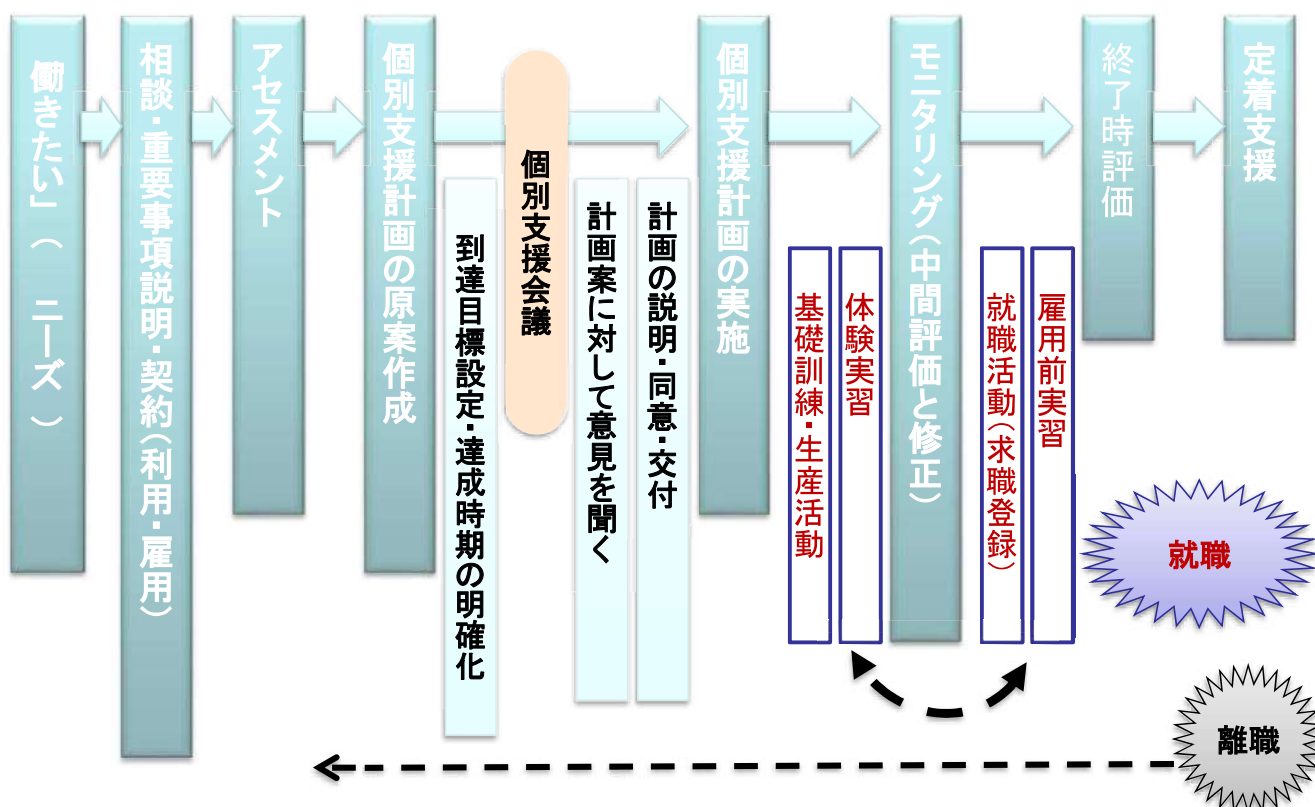 働きたい」（　ニーズ）
相談・重要事項説明・契約（利用・雇用）
アセスメント
個別支援計画の原案作成
到達目標設定・達成時期の明確化
個別支援会議
計画案に対して意見を聞く
計画の説明・同意・交付
個別支援計画の実施
基礎訓練・生産活動
体験実習
モニタリング（中間評価と修正）
就職活動（求職登録）
雇用前実習
終了時評価
定着支援
就職
離職